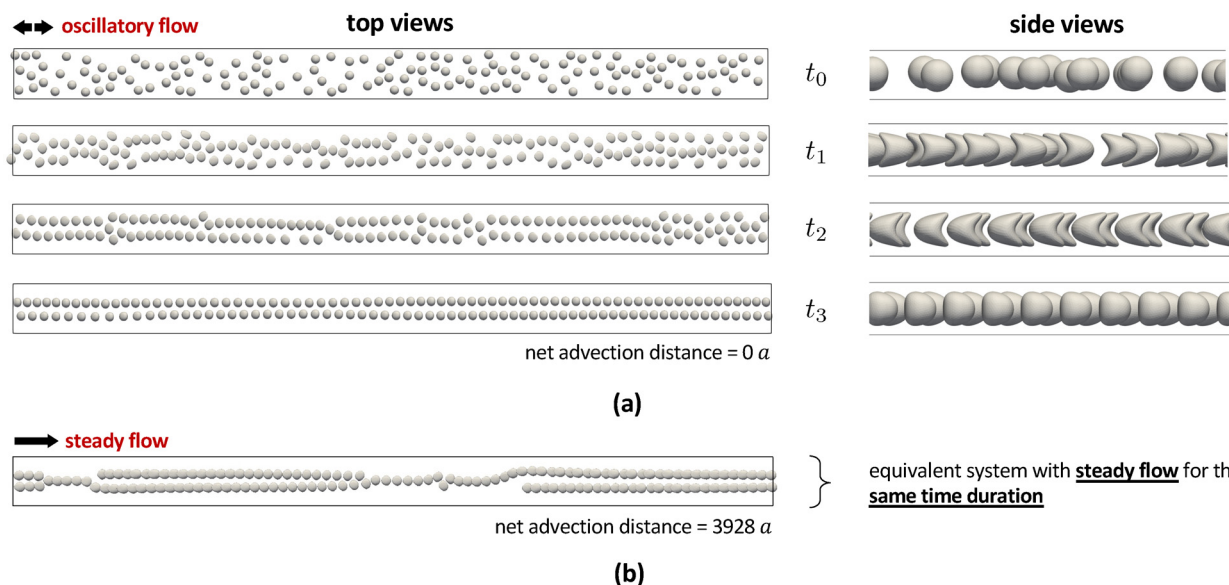 top views
side views
oscillatory flow
t0
t1
t2
t3
net advection distance = 0 a
(a)
steady flow
equivalent system with steady flow for th
same time duration
net advection distance = 3928 a
(b)